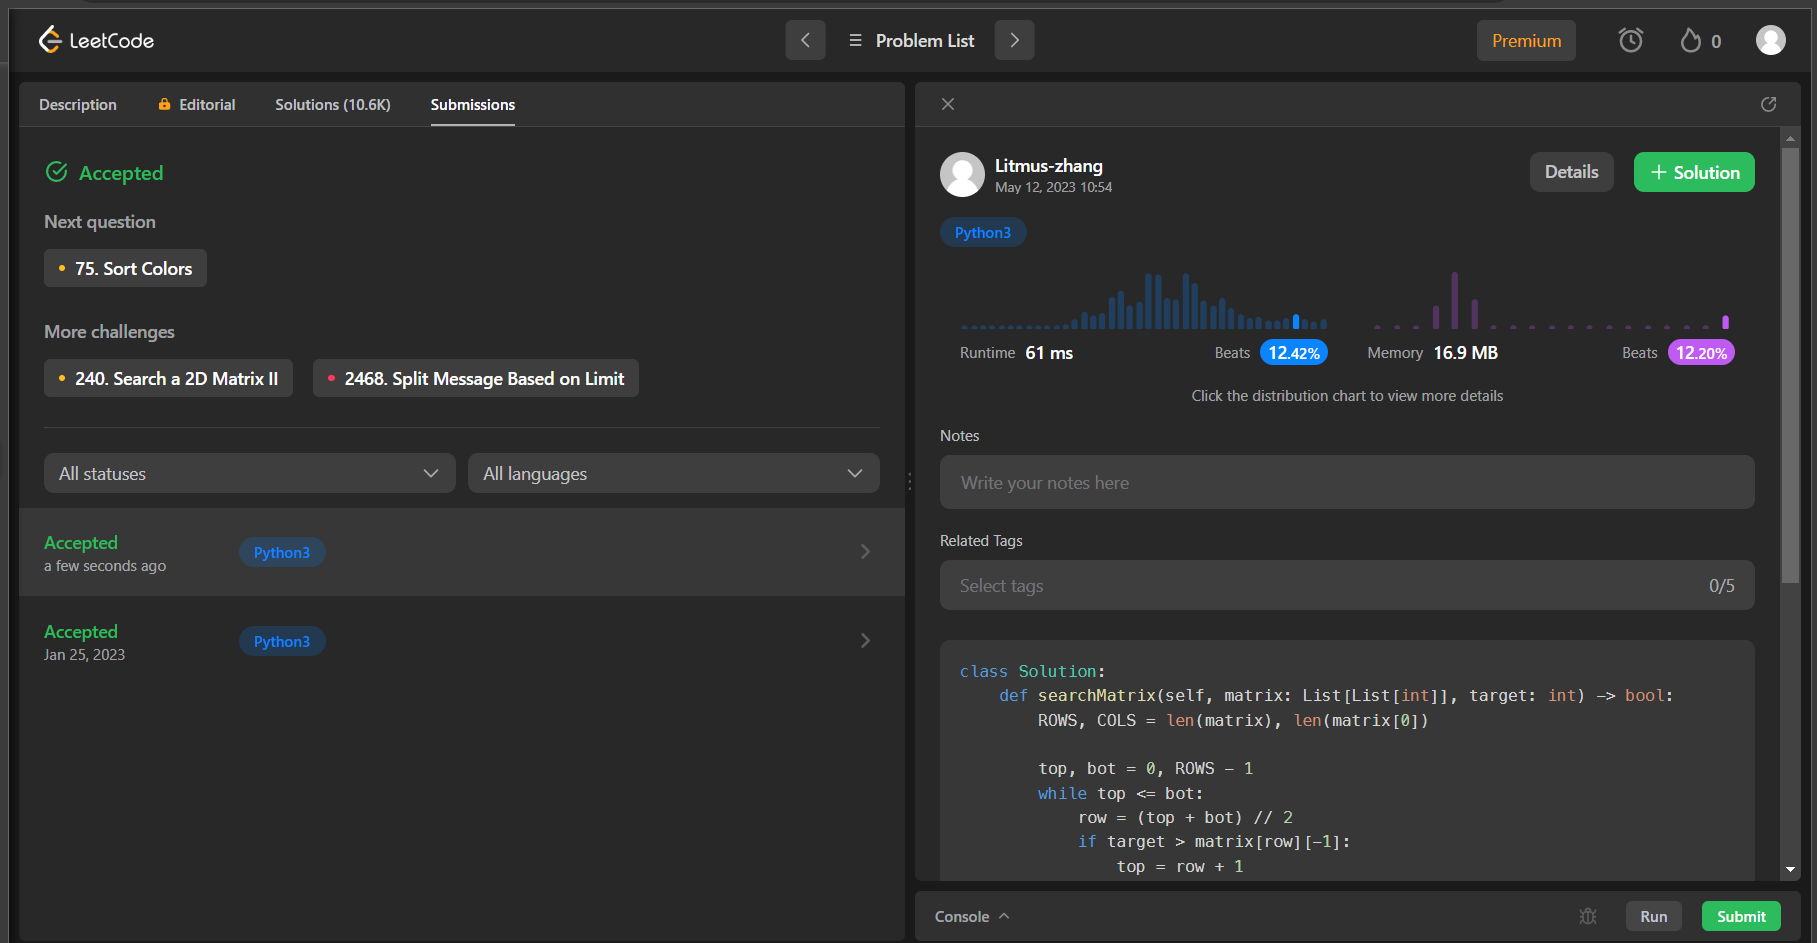 LeetCode
Problem List
Premium
0
Description
Editorial
Solutions (10.6K)
Submissions
Accepted
Next question
75. Sort Colors
More challenges
240. Search a 2D Matrix II
2468. Split Message Based on Limit
All statuses
All languages
Accepted
a few seconds ago
Python3
Accepted
Jan 25, 2023
Python3
Litmus-zhang
May 12, 2023 10:54
Details
+ Solution
Python3
Runtime 61 ms
Beats 12.42%
Memory 16.9 MB
Beats 12.20%
Click the distribution chart to view more details
Notes
Write your notes here
Related Tags
Select tags
0/5
class Solution:
    def searchMatrix(self, matrix: List[List[int]], target: int) -> bool:
        ROWS, COLS = len(matrix), len(matrix[0])
        top, bot = 0, ROWS - 1
        while top <= bot:
            row = (top + bot) // 2
            if target > matrix[row][-1]:
                top = row + 1
Console
Run
Submit